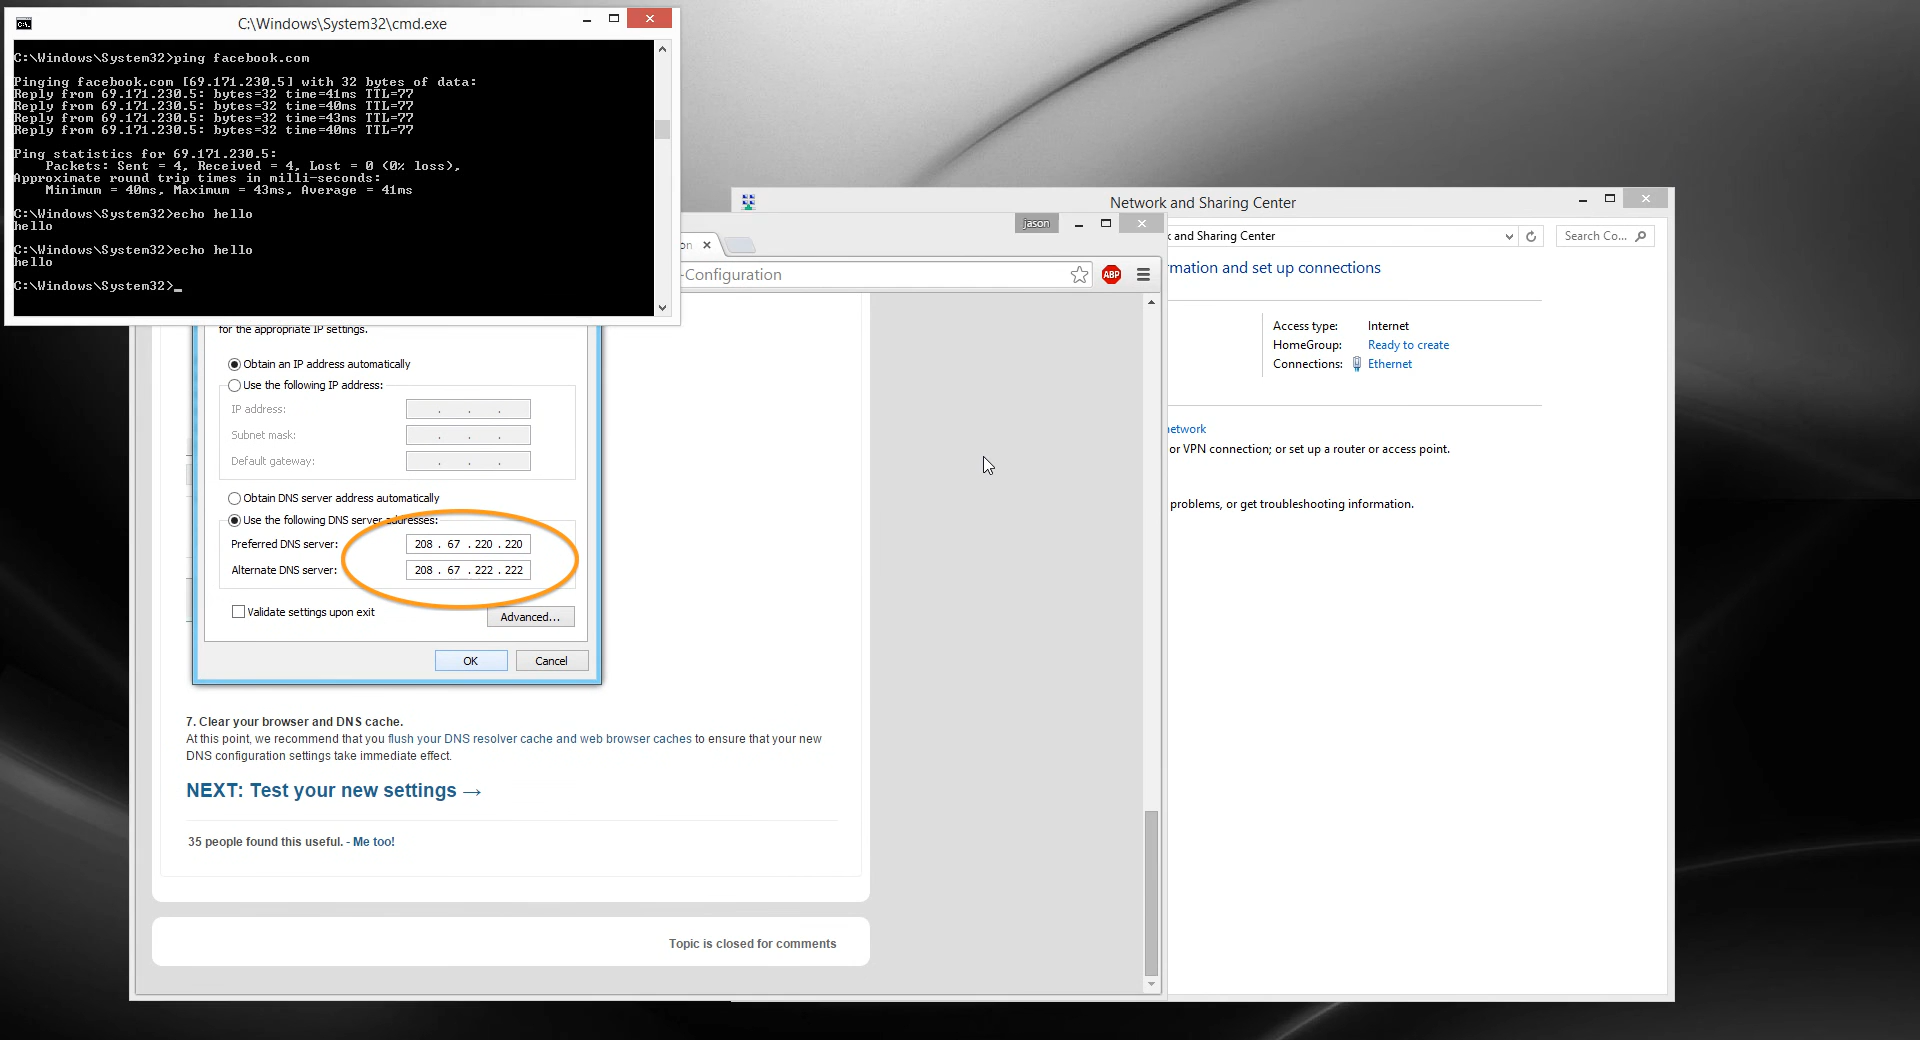 C:\Windows\System32\cmd.exe
C:\Windows\System32>ping facebook.com
Pinging facebook.com [69.171.230.5] with 32 bytes of data:
Reply from 69.171.230.5: bytes=32 time=41ms TTL=77
Reply from 69.171.230.5: bytes=32 time=40ms TTL=77
Reply from 69.171.230.5: bytes=32 time=43ms TTL=77
Reply from 69.171.230.5: bytes=32 time=40ms TTL=77
Ping statistics for 69.171.230.5:
Packets: Sent = 4, Received = 4, Lost = 0 (0% loss),
Approximate round trip times in milli-seconds:
Minimum = 40ms, Maximum = 43ms, Average = 41ms
C:\Windows\System32>echo hello
hello
C:\Windows\System32>echo hello
hello
C:\Windows\System32>_
Network and Sharing Center
jason
on
-Configuration
ABP
k and Sharing Center
Search Co...
mation and set up connections
Access type: Internet
HomeGroup: Ready to create
Connections: Ethernet
network
or VPN connection; or set up a router or access point.
problems, or get troubleshooting information.
for the appropriate IP settings.
Obtain an IP address automatically
Use the following IP address:
IP address: . . .
Subnet mask: . . .
Default gateway: . . .
Obtain DNS server address automatically
Use the following DNS server addresses:
Preferred DNS server: 208 . 67 . 220 . 220
Alternate DNS server: 208 . 67 . 222 . 222
Validate settings upon exit
Advanced...
OK
Cancel
7. Clear your browser and DNS cache.
At this point, we recommend that you flush your DNS resolver cache and web browser caches to ensure that your new
DNS configuration settings take immediate effect.
NEXT: Test your new settings →
35 people found this useful. - Me too!
Topic is closed for comments